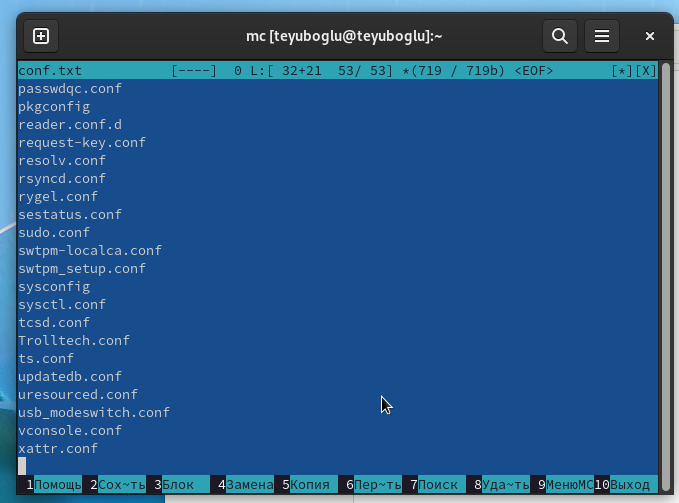 mc [teyuboglu@teyuboglu]:~
conf.txt [----] 0 L:[ 32+21 53/ 53] *(719 / 719b) <EOF> [*][X]
passwdqc.conf
pkgconfig
reader.conf.d
request-key.conf
resolv.conf
rsyncd.conf
rygel.conf
sestatus.conf
sudo.conf
swtpm-localca.conf
swtpm_setup.conf
sysconfig
sysctl.conf
tcsd.conf
Trolltech.conf
ts.conf
updatedb.conf
uresourced.conf
usb_modeswitch.conf
vconsole.conf
xattr.conf
1Помощь 2Сох~ть 3Блок 4Замена 5Копия 6Пер~ть 7Поиск 8Уда~ть 9МенюMC 10Выход